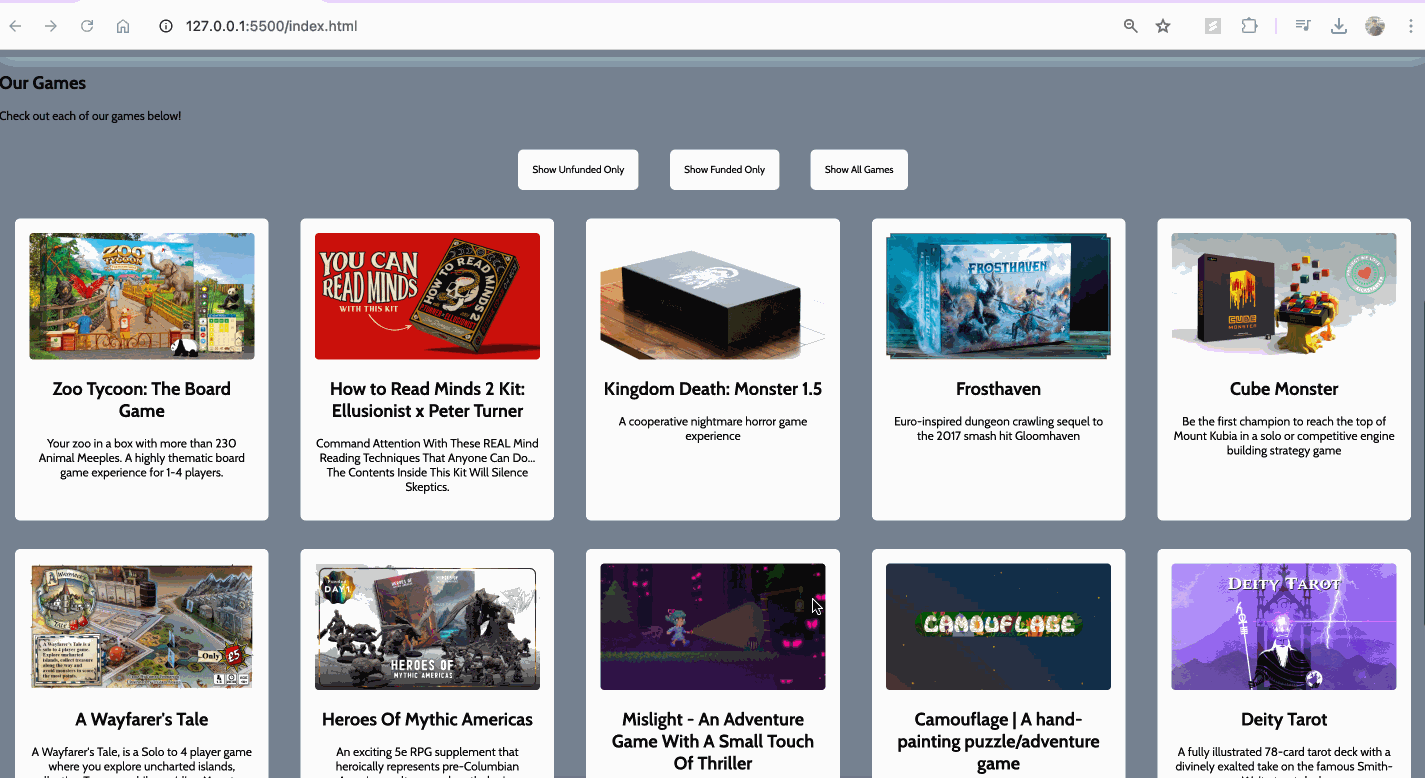 127.0.0.1:5500/index.html
Our Games
Check out each of our games below!
Show Unfunded Only
Show Funded Only
Show All Games
ZOO
TYCOON
YOU CAN
READ MINDS
WITH THIS KIT
HOW TO READ MINDS 2
FROSTHAVEN
CUBE
MONSTER
Zoo Tycoon: The Board
Game
Your zoo in a box with more than 230
Animal Meeples. A highly thematic board
game experience for 1-4 players.
How to Read Minds 2 Kit:
Ellusionist x Peter Turner
Command Attention With These REAL Mind
Reading Techniques That Anyone Can Do...
The Contents Inside This Kit Will Silence
Skeptics.
Kingdom Death: Monster 1.5
A cooperative nightmare horror game
experience
Frosthaven
Euro-inspired dungeon crawling sequel to
the 2017 smash hit Gloomhaven
Cube Monster
Be the first champion to reach the top of
Mount Kubia in a solo or competitive engine
building strategy game
A WAYFARER'S
TALE
Only £5
DAY 1
HEROES OF
MYTHIC AMERICAS
CAMOUFLAGE
DEITY TAROT
A Wayfarer's Tale
A Wayfarer's Tale, is a Solo to 4 player game
where you explore uncharted islands,
Heroes Of Mythic Americas
An exciting 5e RPG supplement that
heroically represents pre-Columbian
Mislight - An Adventure
Game With A Small Touch
Of Thriller
Camouflage | A hand-
painting puzzle/adventure
game
Deity Tarot
A fully illustrated 78-card tarot deck with a
divinely exalted take on the famous Smith-